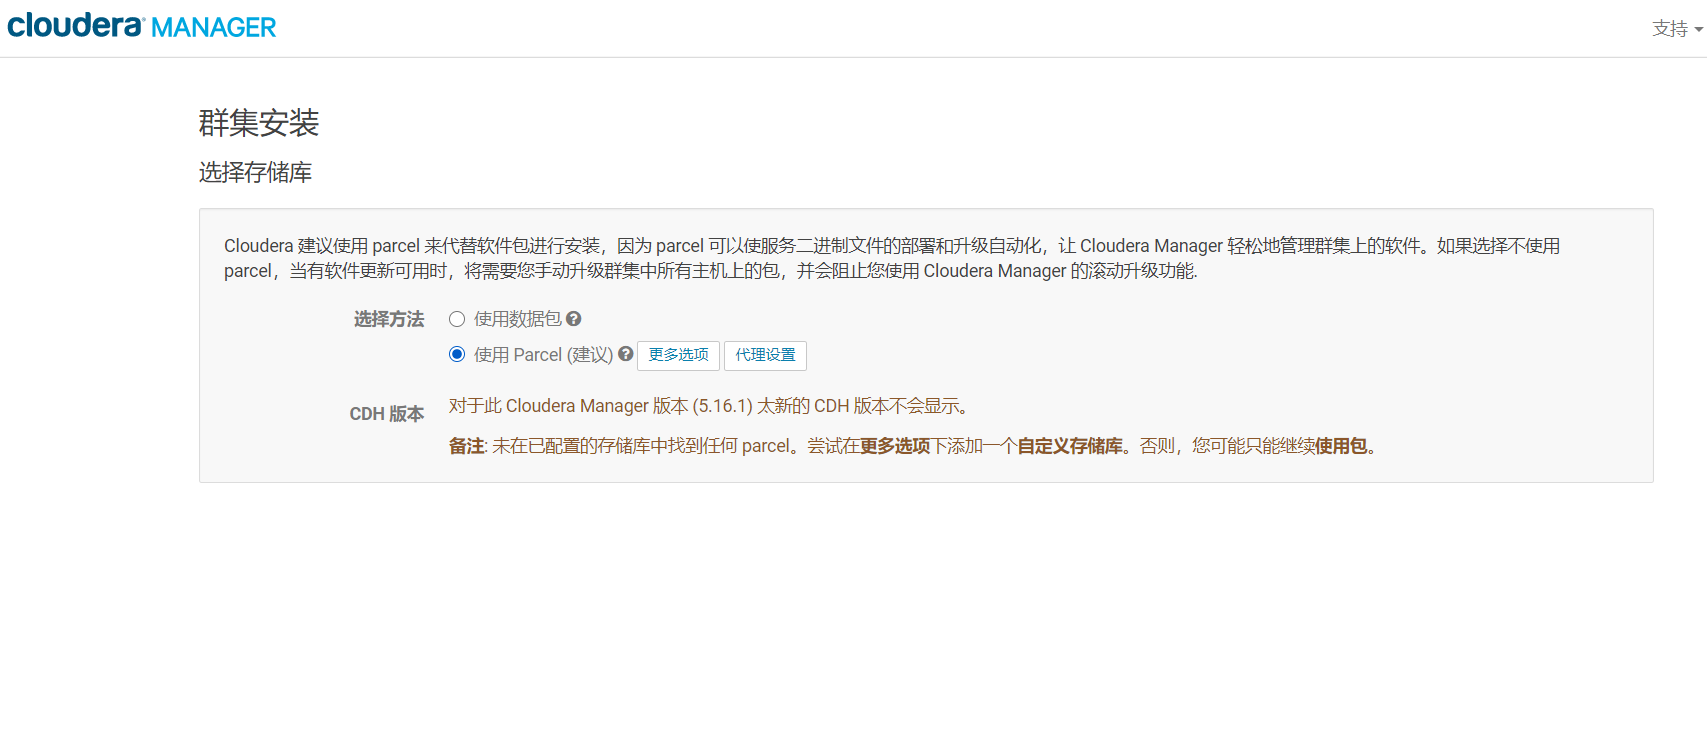 cloudera MANAGER
支持
群集安装
选择存储库
Cloudera 建议使用 parcel 来代替软件包进行安装，因为 parcel 可以使服务二进制文件的部署和升级自动化，让 Cloudera Manager 轻松地管理群集上的软件。如果选择不使用
parcel，当有软件更新可用时，将需要您手动升级群集中所有主机上的包，并会阻止您使用 Cloudera Manager 的滚动升级功能.
选择方法 使用数据包 ?
使用 Parcel (建议) ? 更多选项 代理设置
CDH 版本 对于此 Cloudera Manager 版本 (5.16.1) 太新的 CDH 版本不会显示。
备注: 未在已配置的存储库中找到任何 parcel。尝试在更多选项下添加一个自定义存储库。否则，您可能只能继续使用包。